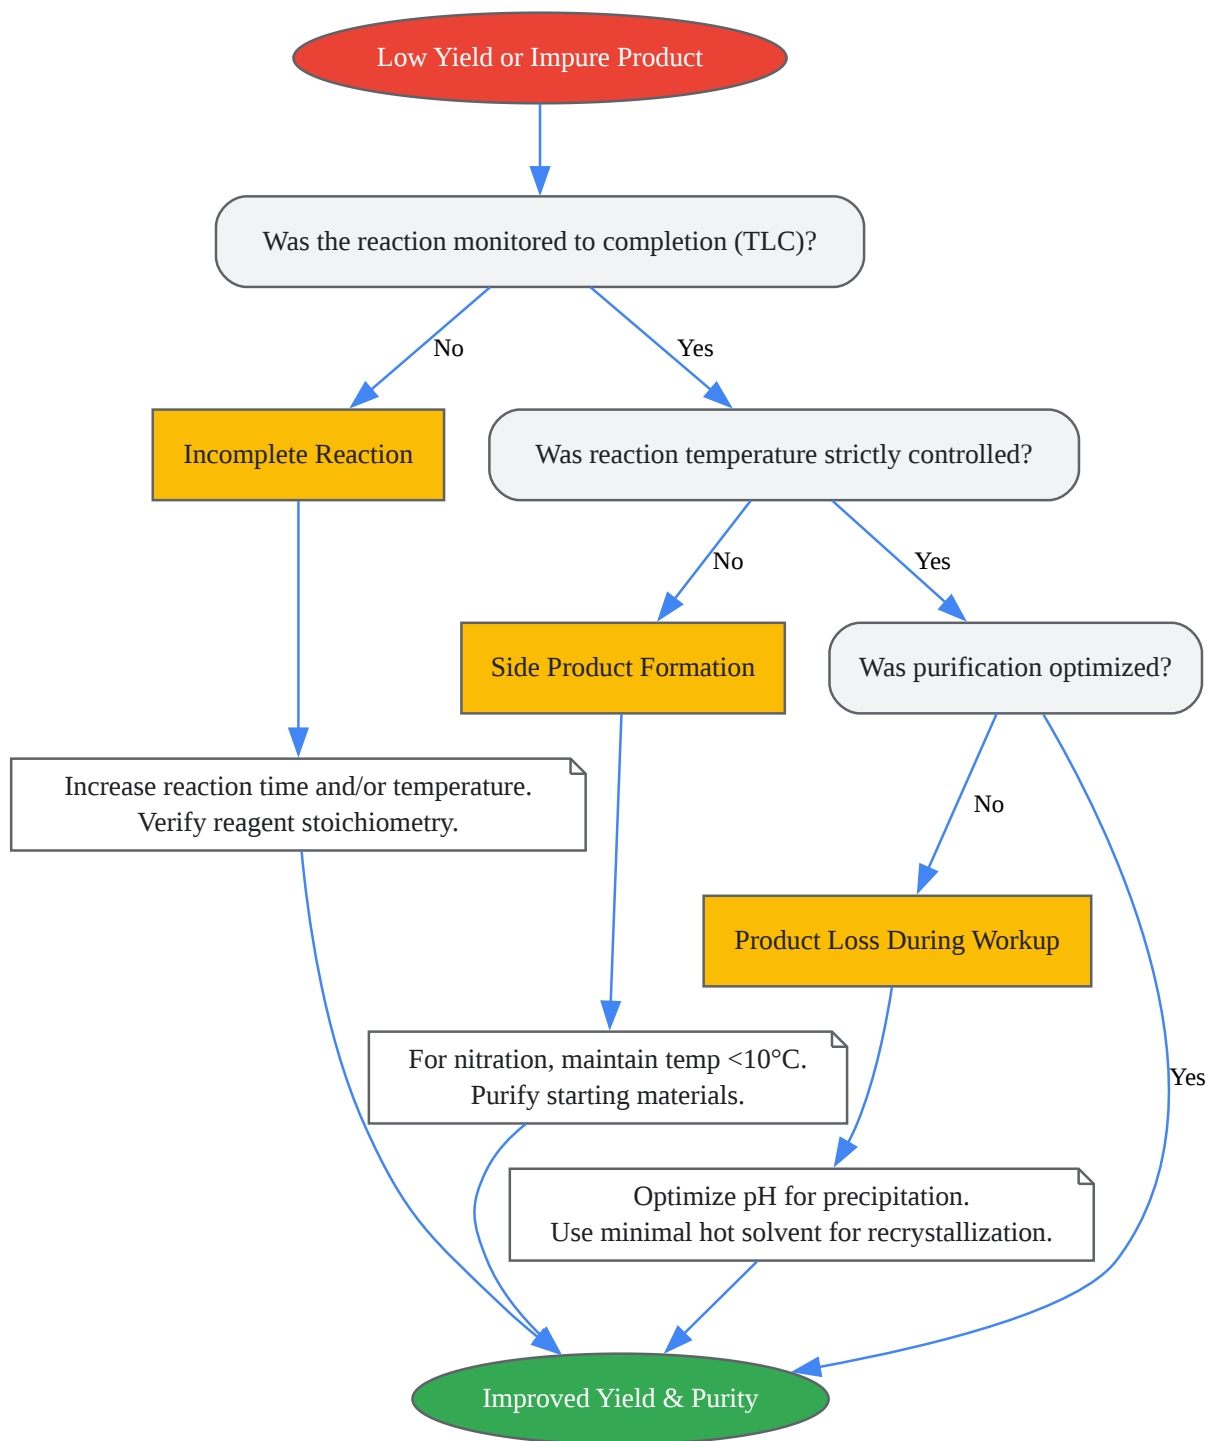 Low Yield or Impure Product
Was the reaction monitored to completion (TLC)?
No
Yes
Incomplete Reaction
Was reaction temperature strictly controlled?
No
Yes
Side Product Formation
Was purification optimized?
Increase reaction time and/or temperature.
Verify reagent stoichiometry.
No
Product Loss During Workup
For nitration, maintain temp <10°C.
Purify starting materials.
Yes
Optimize pH for precipitation.
Use minimal hot solvent for recrystallization.
Improved Yield & Purity